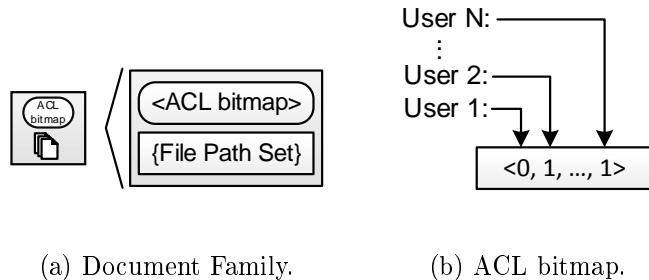 ACL
bitmap
<ACL bitmap>
{File Path Set}
(a) Document Family.
User N:
⋮
User 2:
User 1:
<0, 1, ..., 1>
(b) ACL bitmap.